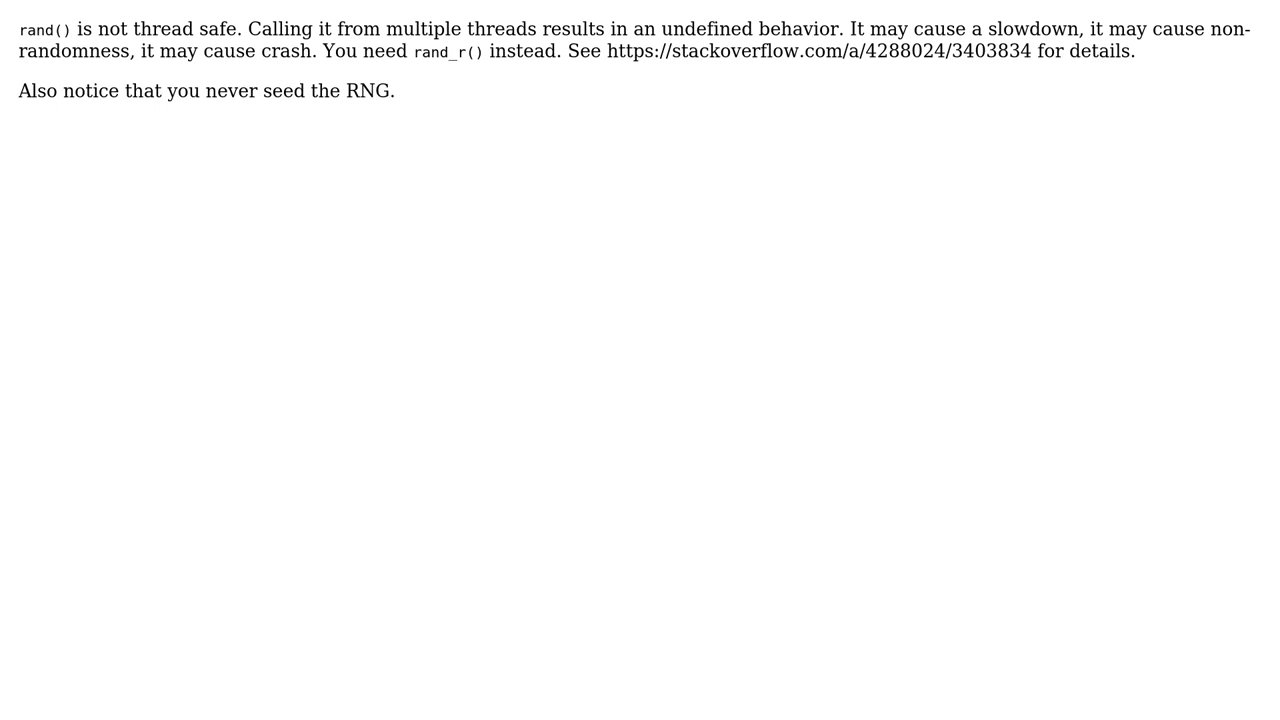 rand() is not thread safe. Calling it from multiple threads results in an undefined behavior. It may cause a slowdown, it may cause non-
randomness, it may cause crash. You need rand_r() instead. See https://stackoverflow.com/a/4288024/3403834 for details.
Also notice that you never seed the RNG.